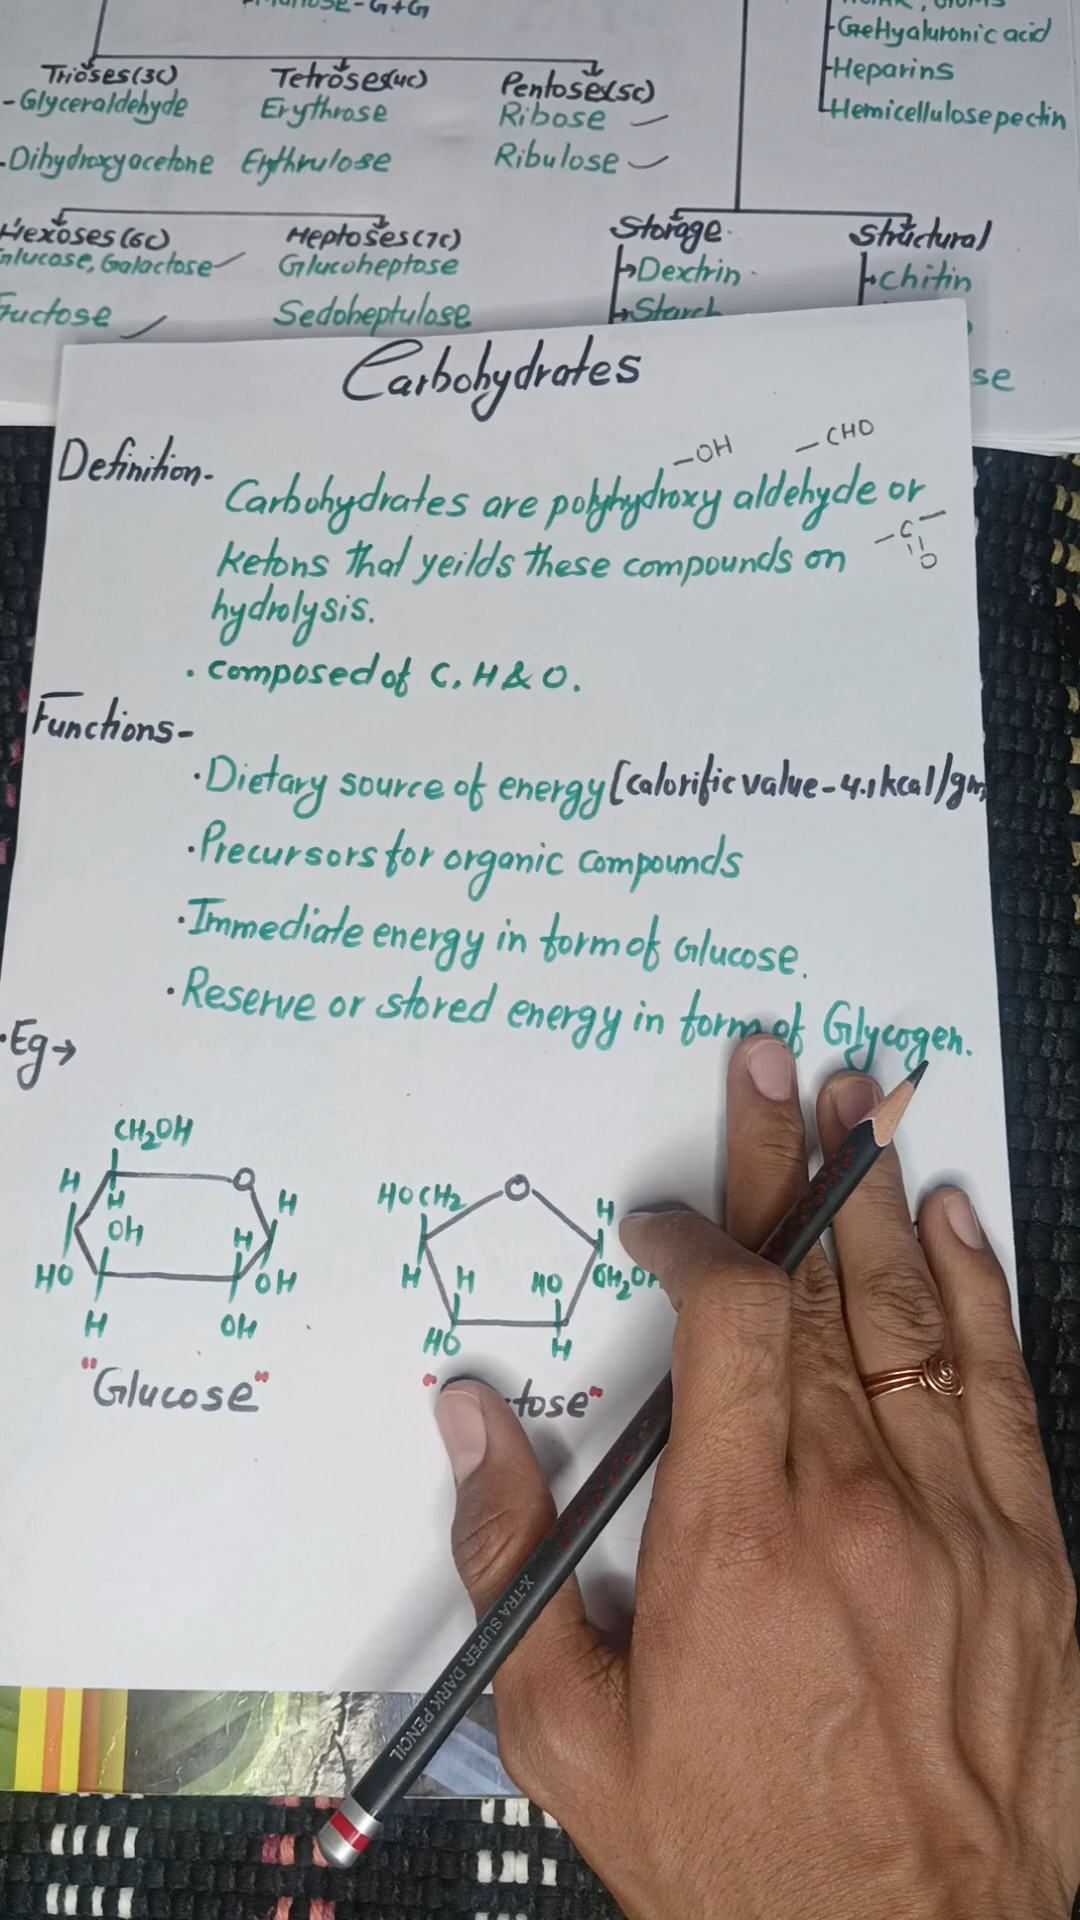 -G+G
Trioses(3C) Tetroses(4C) Pentoses(5C)
-Glyceraldehyde Erythrose Ribose
-Dihydroxyacetone Erythrulose Ribulose
Hexoses(6C) Heptoses(7C)
Glucose, Galactose Glucoheptose
Fuctose Sedoheptulose
Hyaluronic acid
Heparins
Hemicellulose pectin
Storage Structural
Dextrin Chitin
Starch
se
Carbohydrates
-OH -CHO
Definition- Carbohydrates are polyhydroxy aldehyde or
-C-
O
ketons that yeilds these compounds on
hydrolysis.
• composed of C, H & O.
Functions-
• Dietary source of energy [calorific value-4.1kcal/gm
• Precursors for organic compounds
• Immediate energy in form of Glucose.
• Reserve or stored energy in form of Glycogen.
• Eg→
CH₂OH
H O H
H
OH H
HO OH
H OH
"Glucose"
HOCH₂ O H
H H HO CH₂OH
HO H
tose"
X-TRA SUPER DARK PENCIL